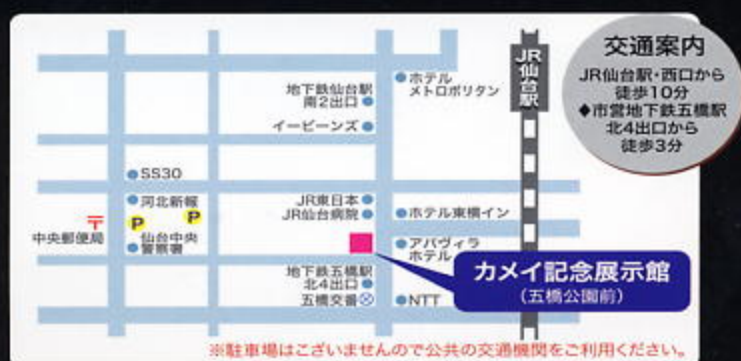 交通案内
JR仙台駅・西口から
徒歩10分
◆市営地下鉄五橋駅
北4出口から
徒歩3分
JR仙台駅
ホテル
メトロポリタン
地下鉄仙台駅
南2出口
イービーンズ
SS30
河北新報
P
P
〒
中央郵便局
仙台中央
警察署
JR東日本
JR仙台病院
ホテル東横イン
アパヴィラ
ホテル
地下鉄五橋駅
北4出口
五橋交番
NTT
カメイ記念展示館
(五橋公園前)
※駐車場はございませんので公共の交通機関をご利用ください。